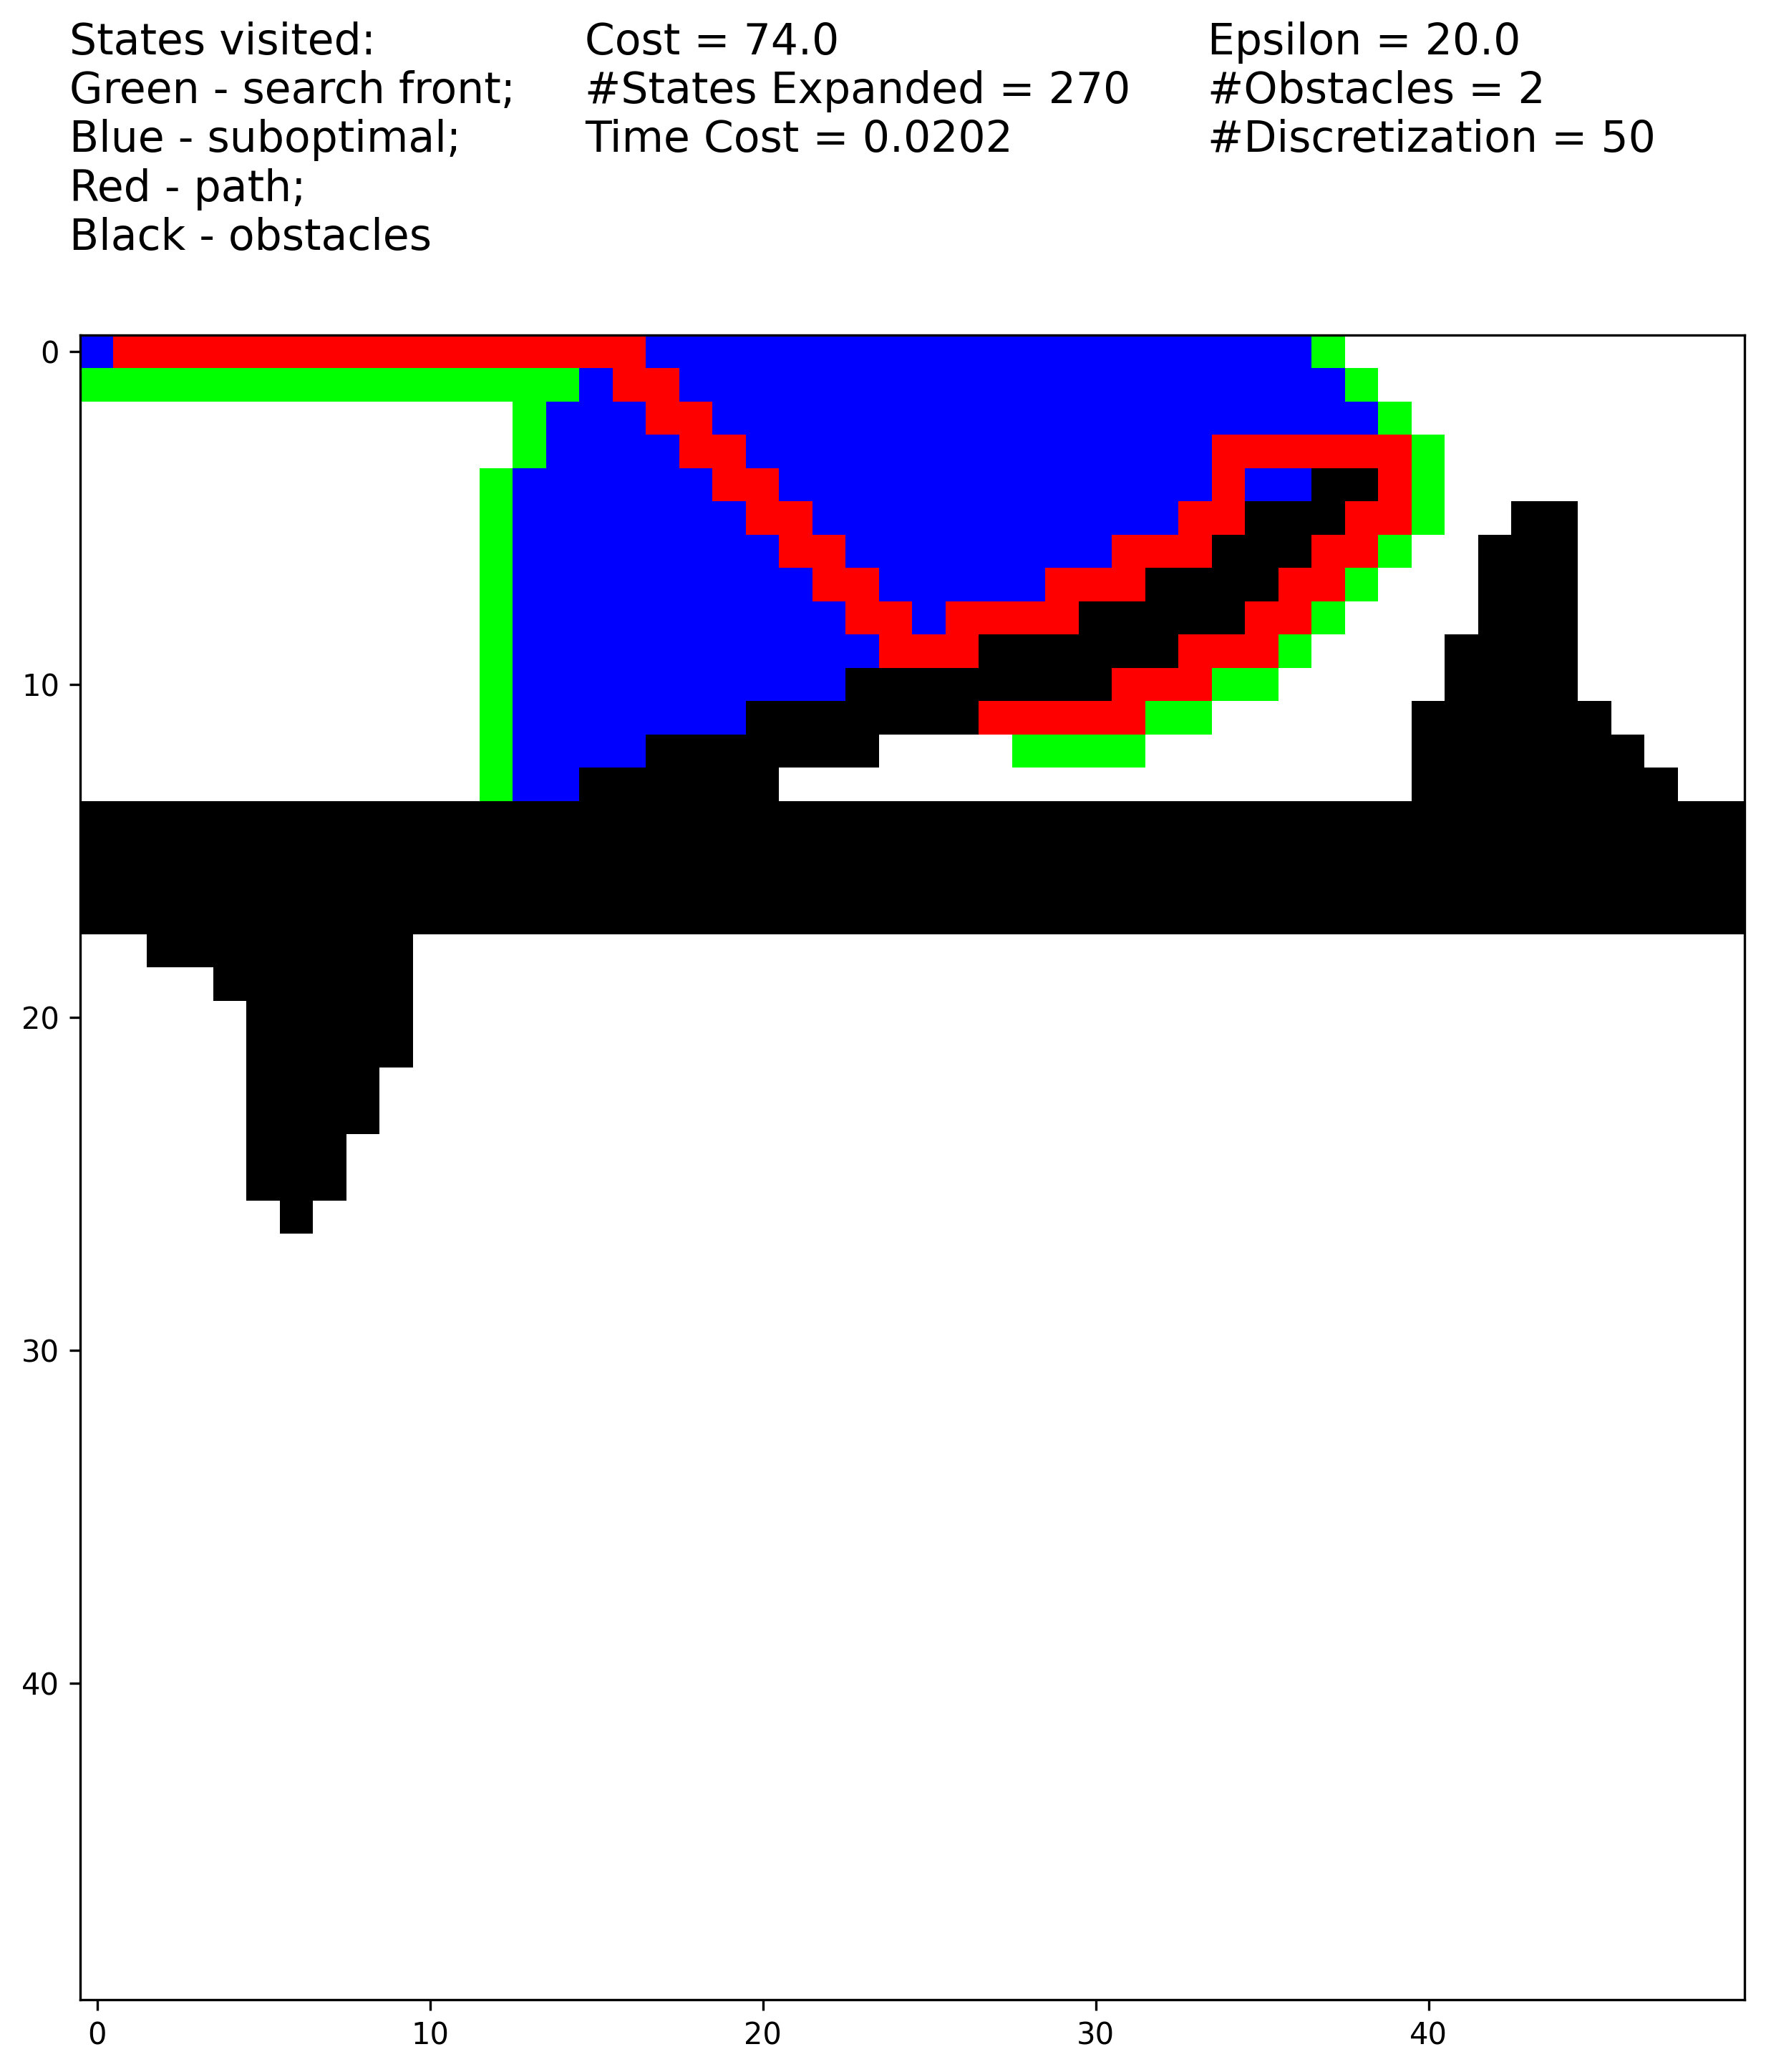 States visited:
Green - search front;
Blue - suboptimal;
Red - path;
Black - obstacles
Cost = 74.0
#States Expanded = 270
Time Cost = 0.0202
Epsilon = 20.0
#Obstacles = 2
#Discretization = 50
0
10
20
30
40
0
10
20
30
40